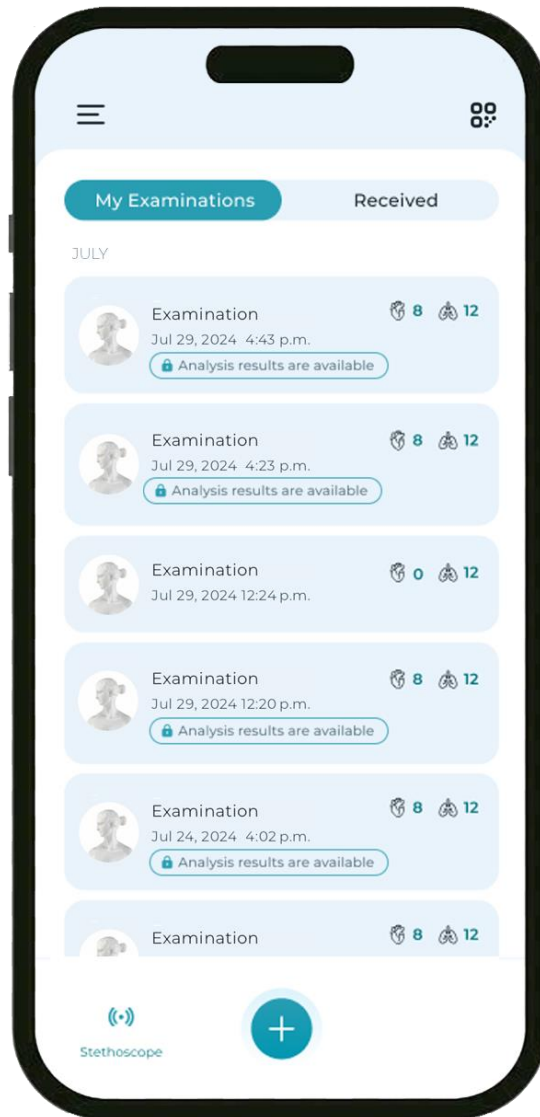 My Examinations Received
JULY
Examination 8 12
Jul 29, 2024 4:43 p.m.
Analysis results are available
Examination 8 12
Jul 29, 2024 4:23 p.m.
Analysis results are available
Examination 0 12
Jul 29, 2024 12:24 p.m.
Examination 8 12
Jul 29, 2024 12:20 p.m.
Analysis results are available
Examination 8 12
Jul 24, 2024 4:02 p.m.
Analysis results are available
Examination 8 12
Stethoscope